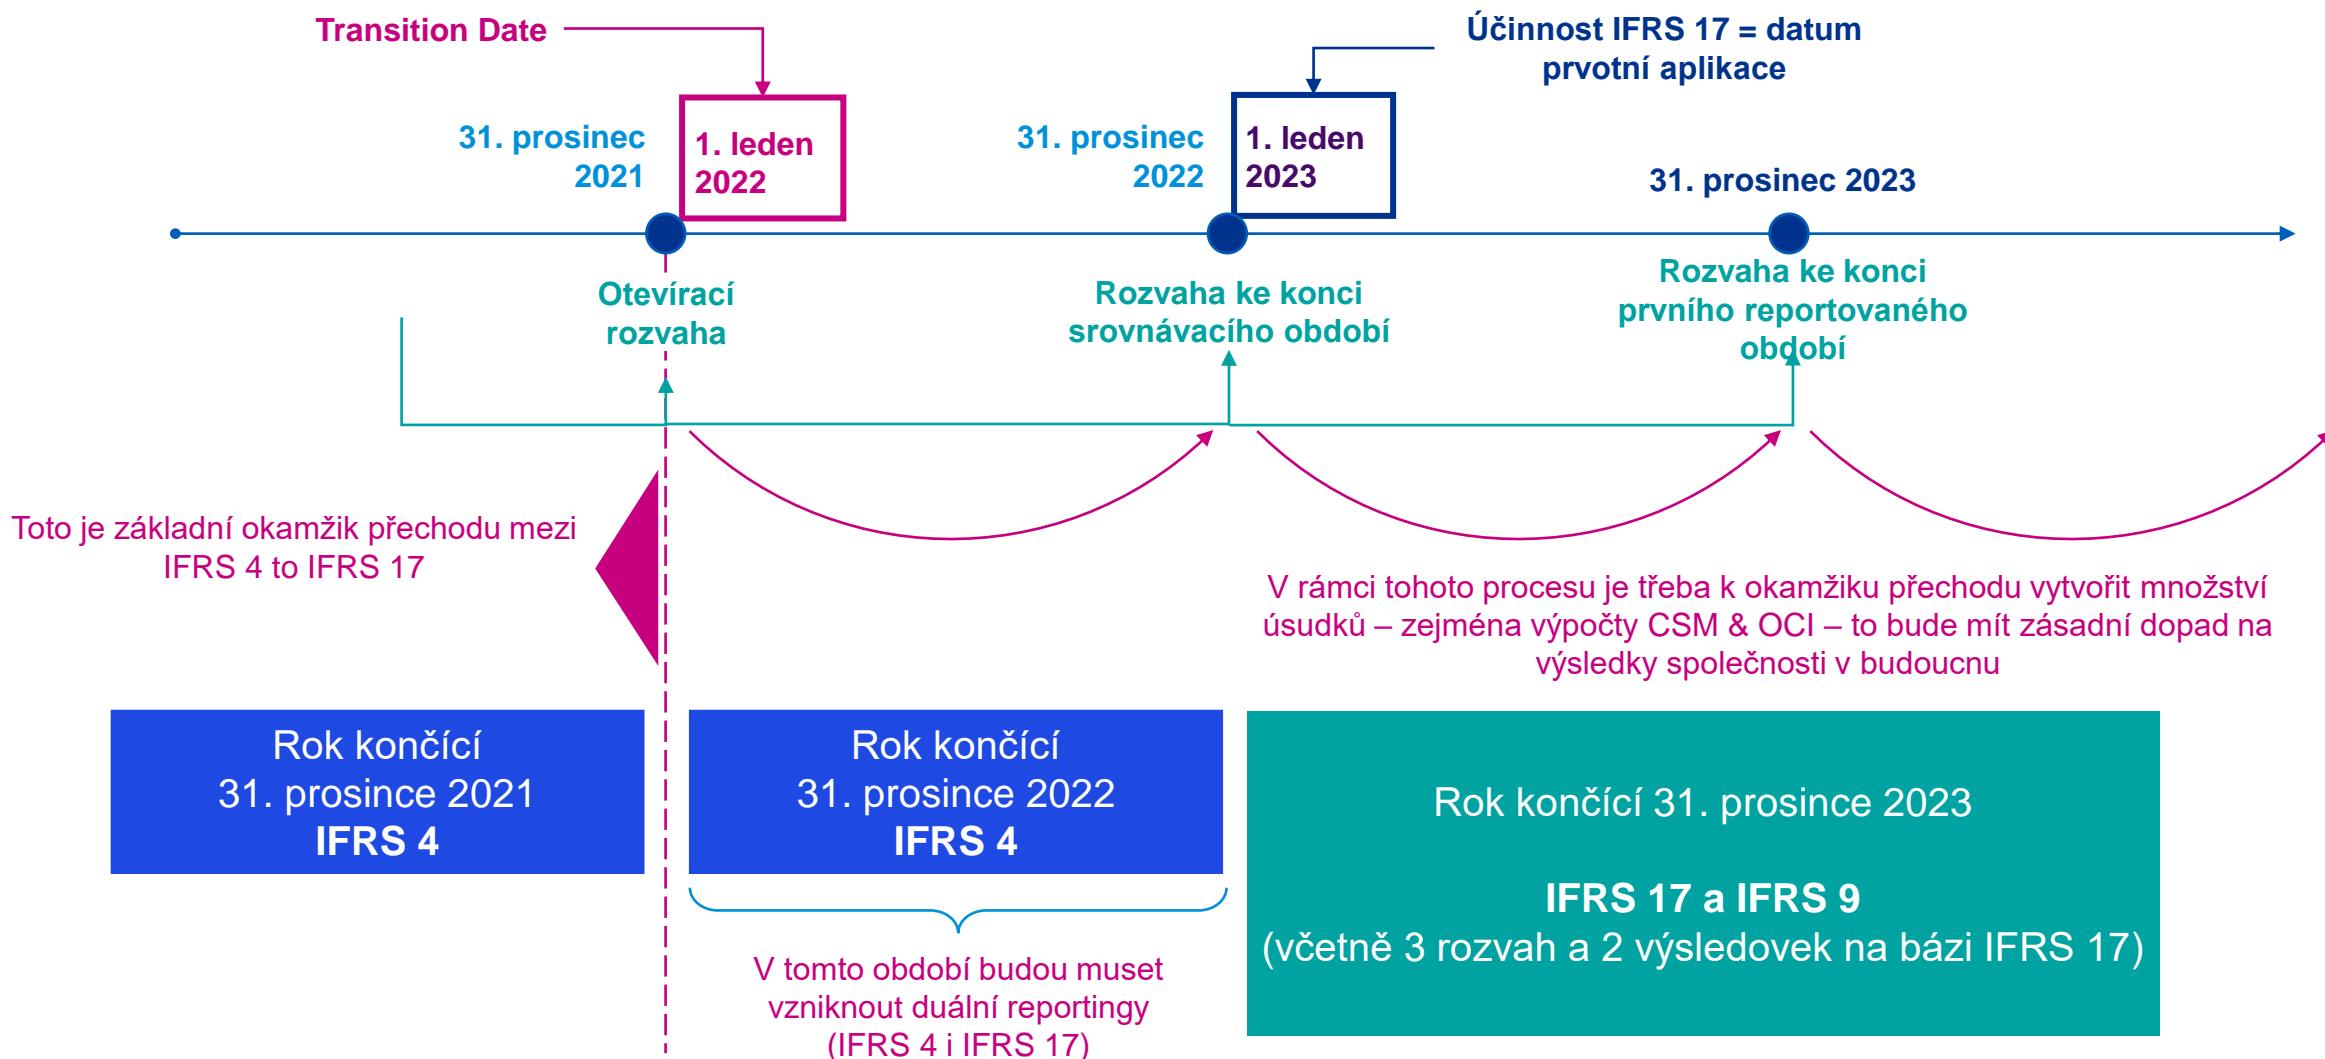 Transition Date
Účinnost IFRS 17 = datum
prvotní aplikace
31. prosinec
2021
1. leden
2022
31. prosinec
2022
1. leden
2023
31. prosinec 2023
Otevírací
rozvaha
Rozvaha ke konci
srovnávacího období
Rozvaha ke konci
prvního reportovaného
období
Toto je základní okamžik přechodu mezi
IFRS 4 to IFRS 17
V rámci tohoto procesu je třeba k okamžiku přechodu vytvořit množství
úsudků – zejména výpočty CSM & OCI – to bude mít zásadní dopad na
výsledky společnosti v budoucnu
Rok končící
31. prosince 2021
IFRS 4
Rok končící
31. prosince 2022
IFRS 4
Rok končící 31. prosince 2023
IFRS 17 a IFRS 9
(včetně 3 rozvah a 2 výsledovek na bázi IFRS 17)
V tomto období budou muset
vzniknout duální reportingy
(IFRS 4 i IFRS 17)